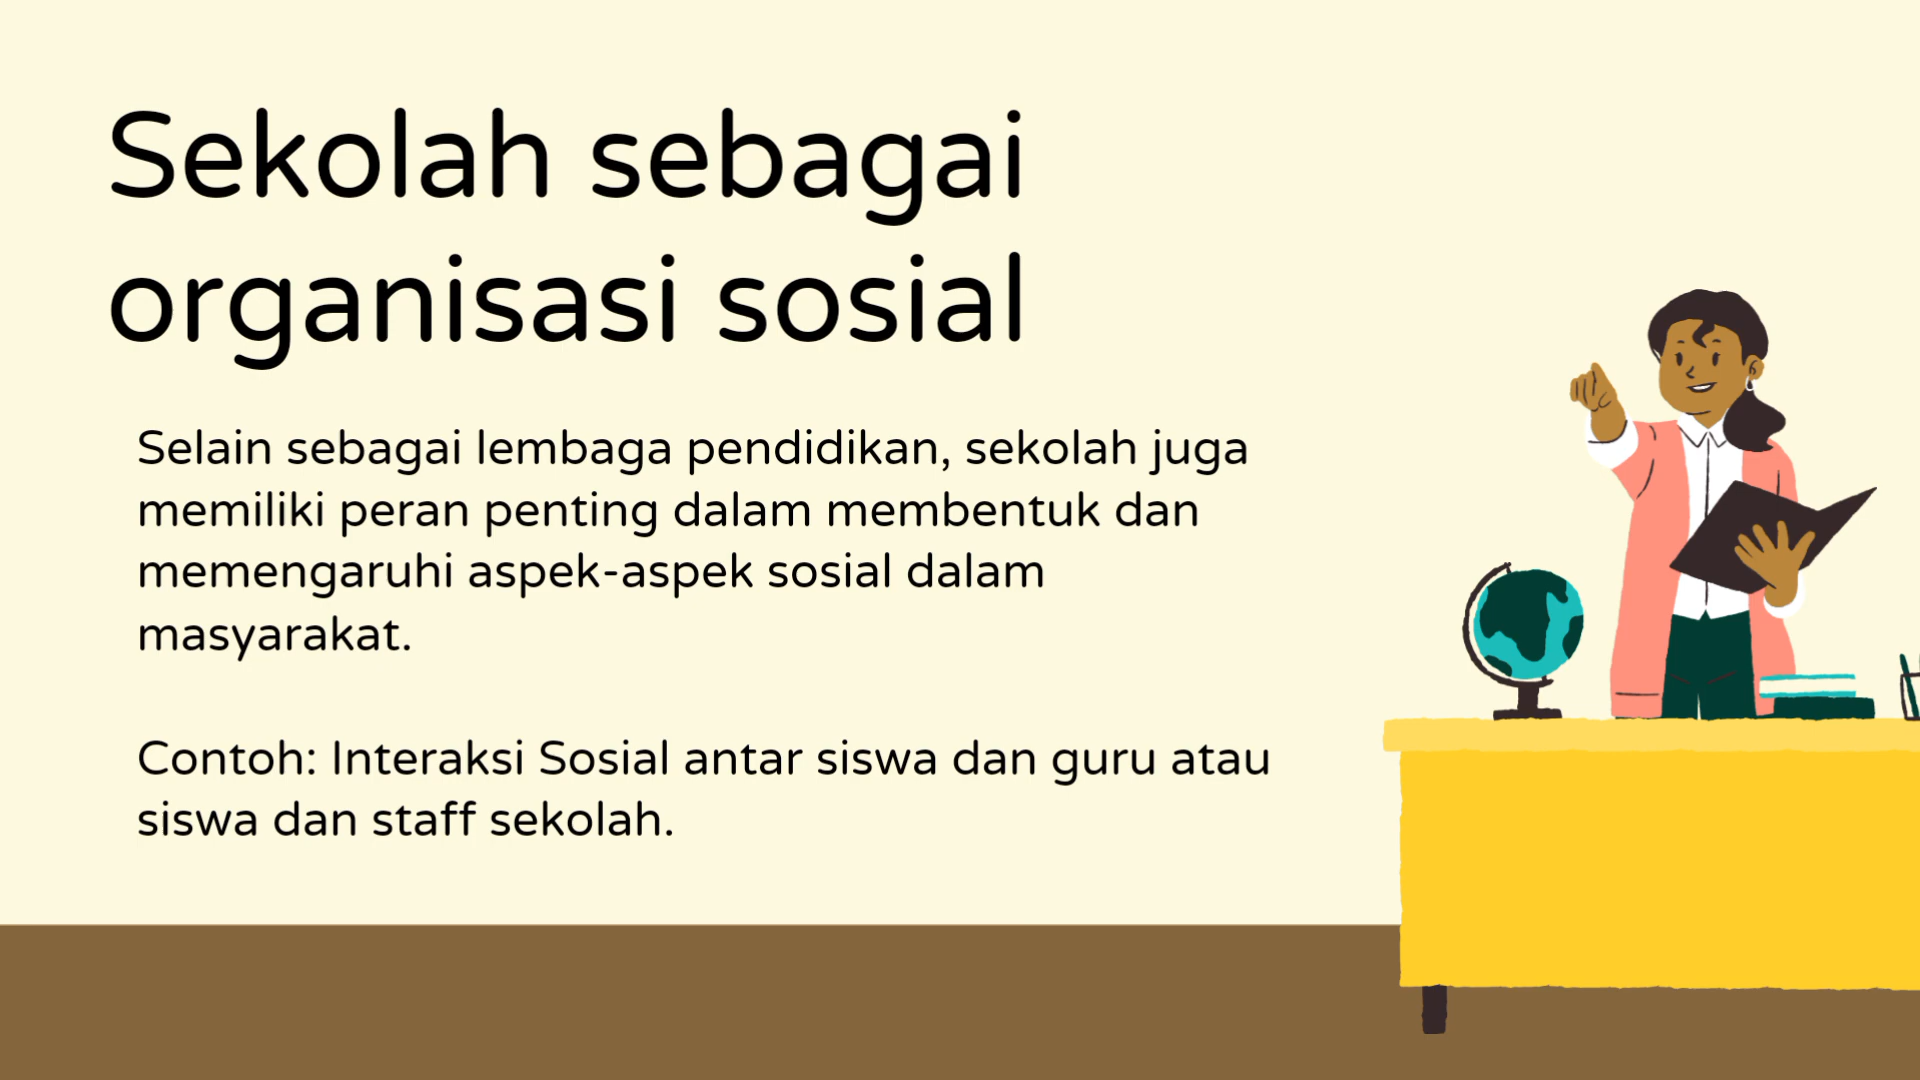 Sekolah sebagai
organisasi sosial
Selain sebagai lembaga pendidikan, sekolah juga
memiliki peran penting dalam membentuk dan
memengaruhi aspek-aspek sosial dalam
masyarakat.
Contoh: Interaksi Sosial antar siswa dan guru atau
siswa dan staff sekolah.